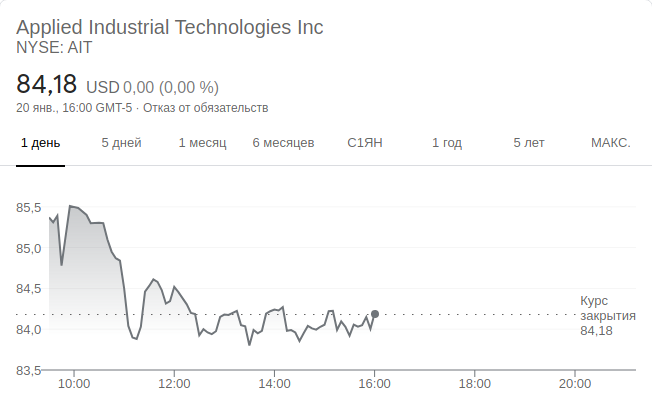 Applied Industrial Technologies Inc
NYSE: AIT
84,18 USD 0,00 (0,00 %)
20 янв., 16:00 GMT-5 · Отказ от обязательств
1 день 5 дней 1 месяц 6 месяцев С1ЯН 1 год 5 лет МАКС.
85,5
85,0
84,5
84,0
83,5
Курс
закрытия
84,18
10:00 12:00 14:00 16:00 18:00 20:00